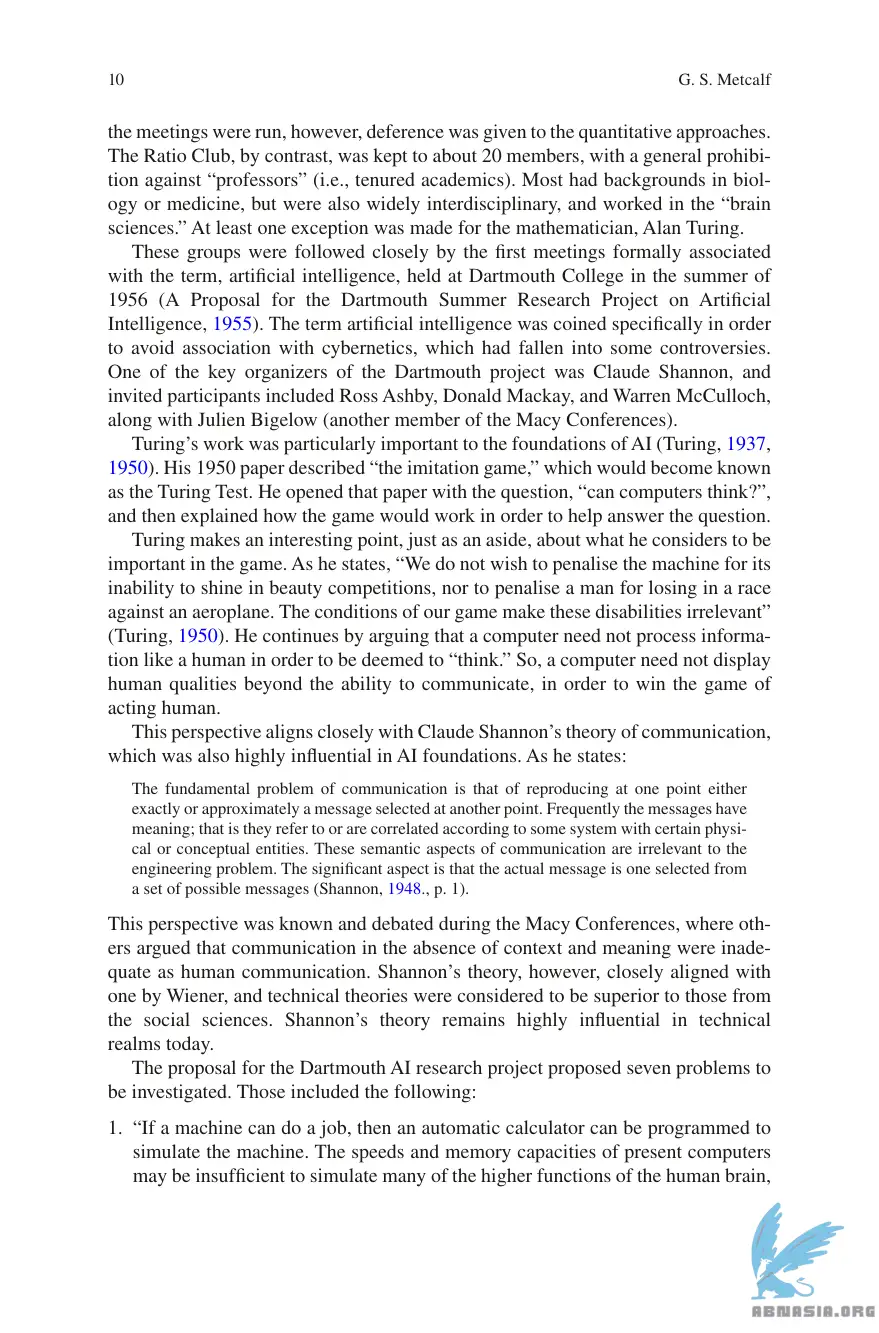 10 G. S. Metcalf
the meetings were run, however, deference was given to the quantitative approaches.
The Ratio Club, by contrast, was kept to about 20 members, with a general prohibi-
tion against “professors” (i.e., tenured academics). Most had backgrounds in biol-
ogy or medicine, but were also widely interdisciplinary, and worked in the “brain
sciences.” At least one exception was made for the mathematician, Alan Turing.
These groups were followed closely by the first meetings formally associated
with the term, artificial intelligence, held at Dartmouth College in the summer of
1956 (A Proposal for the Dartmouth Summer Research Project on Artificial
Intelligence, 1955). The term artificial intelligence was coined specifically in order
to avoid association with cybernetics, which had fallen into some controversies.
One of the key organizers of the Dartmouth project was Claude Shannon, and
invited participants included Ross Ashby, Donald Mackay, and Warren McCulloch,
along with Julien Bigelow (another member of the Macy Conferences).
Turing’s work was particularly important to the foundations of AI (Turing, 1937,
1950). His 1950 paper described “the imitation game,” which would become known
as the Turing Test. He opened that paper with the question, “can computers think?”,
and then explained how the game would work in order to help answer the question.
Turing makes an interesting point, just as an aside, about what he considers to be
important in the game. As he states, “We do not wish to penalise the machine for its
inability to shine in beauty competitions, nor to penalise a man for losing in a race
against an aeroplane. The conditions of our game make these disabilities irrelevant”
(Turing, 1950). He continues by arguing that a computer need not process informa-
tion like a human in order to be deemed to “think.” So, a computer need not display
human qualities beyond the ability to communicate, in order to win the game of
acting human.
This perspective aligns closely with Claude Shannon’s theory of communication,
which was also highly influential in AI foundations. As he states:
The fundamental problem of communication is that of reproducing at one point either
exactly or approximately a message selected at another point. Frequently the messages have
meaning; that is they refer to or are correlated according to some system with certain physi-
cal or conceptual entities. These semantic aspects of communication are irrelevant to the
engineering problem. The significant aspect is that the actual message is one selected from
a set of possible messages (Shannon, 1948., p. 1).
This perspective was known and debated during the Macy Conferences, where oth-
ers argued that communication in the absence of context and meaning were inade-
quate as human communication. Shannon’s theory, however, closely aligned with
one by Wiener, and technical theories were considered to be superior to those from
the social sciences. Shannon’s theory remains highly influential in technical
realms today.
The proposal for the Dartmouth AI research project proposed seven problems to
be investigated. Those included the following:
1. “If a machine can do a job, then an automatic calculator can be programmed to
simulate the machine. The speeds and memory capacities of present computers
may be insufficient to simulate many of the higher functions of the human brain,
ABNASIA.ORG